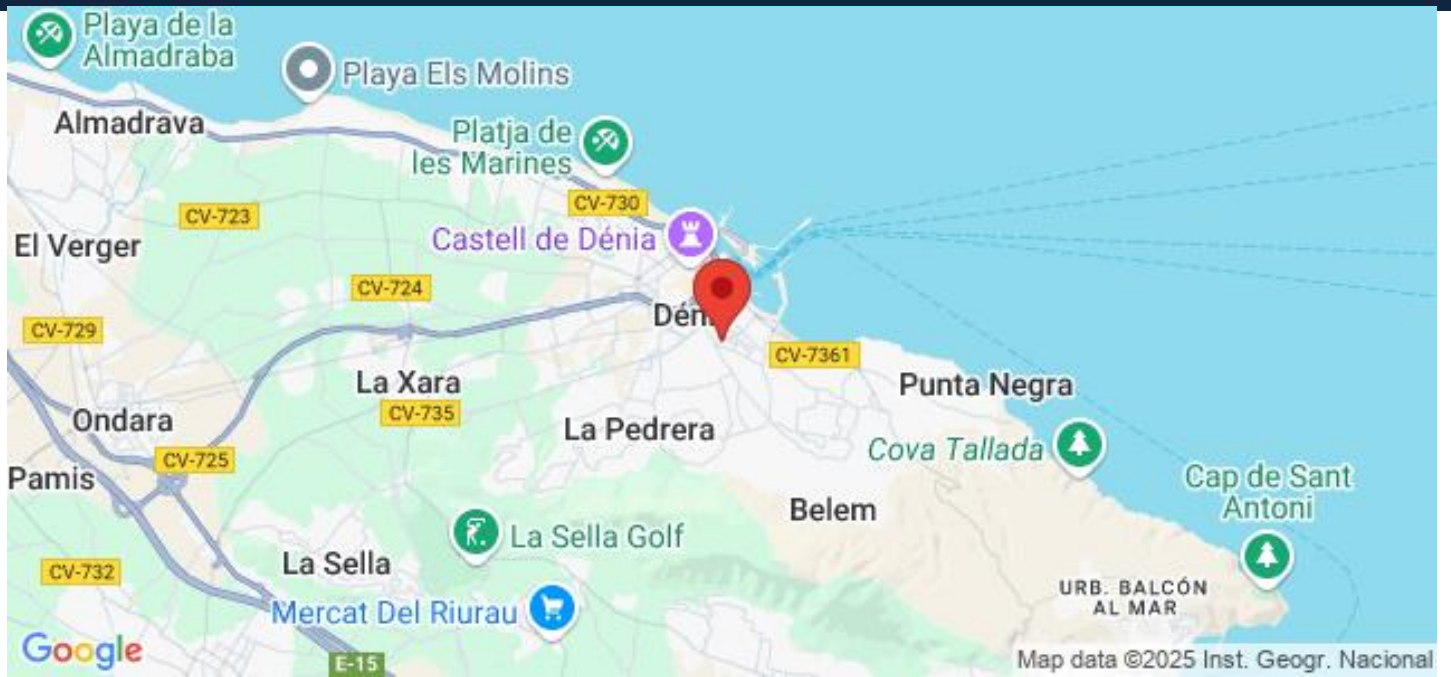 Playa de la
Almadraba
Playa Els Molins
Almadrava
Platja de
les Marines
CV-730
CV-723
El Verger
Castell de Dénia
CV-724
CV-729
Déni
CV-7361
La Xara
Punta Negra
CV-735
Ondara
La Pedrera
Cova Tallada
CV-725
Pamis
Cap de Sant
Antoni
Belem
La Sella Golf
La Sella
CV-732
URB. BALCÓN
AL MAR
Mercat Del Riurau
Google
E-15
Map data ©2025 Inst. Geogr. Nacional